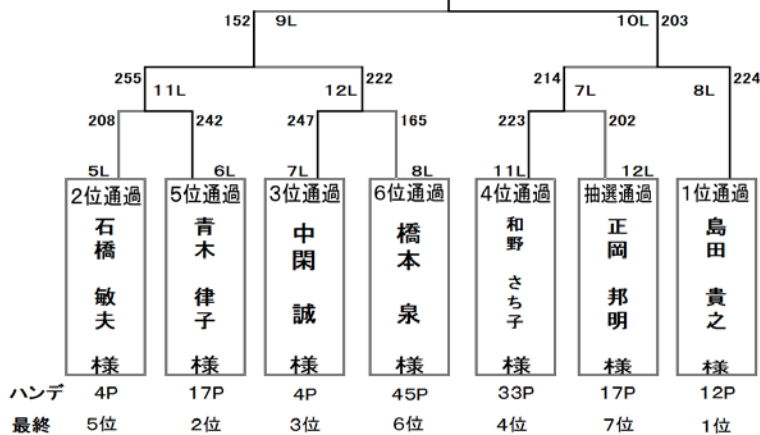 152 9L 10L 203
255 11L 12L 222 214 7L 8L 224
208 242 247 165 223 202
5L 6L 7L 8L 11L 12L
2位通過 5位通過 3位通過 6位通過 4位通過 抽選通過 1位通過
石橋 敏夫 様
青木 律子 様
中閑 誠 様
橋本 泉 様
和野 さち子 様
正岡 邦明 様
島田 貴之 様
ハンデ 4P 17P 4P 45P 33P 17P 12P
最終 5位 2位 3位 6位 4位 7位 1位